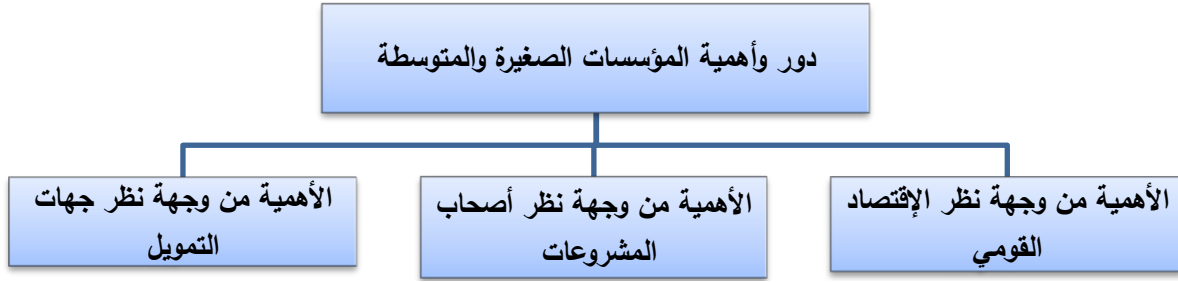 دور وأهمية المؤسسات الصغيرة والمتوسطة
الأهمية من وجهة نظر الإقتصاد
القومي
الأهمية من وجهة نظر أصحاب
المشروعات
الأهمية من وجهة نظر جهات
التمويل